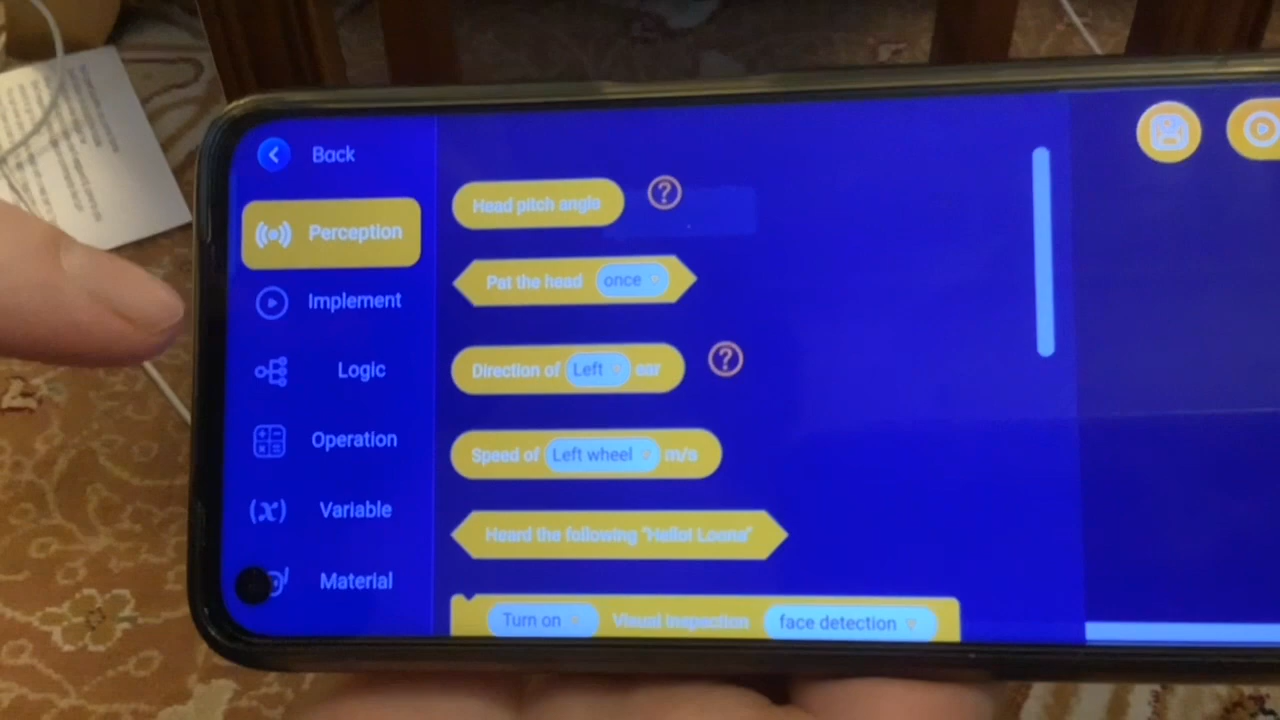 Back
Perception
Implement
Logic
Operation
Variable
Material
Head pitch angle ?
Pat the head once
Direction of Left ear ?
Speed of Left wheel m/s
Heard the following "Hello! Loona"
Turn on Visual inspection face detection